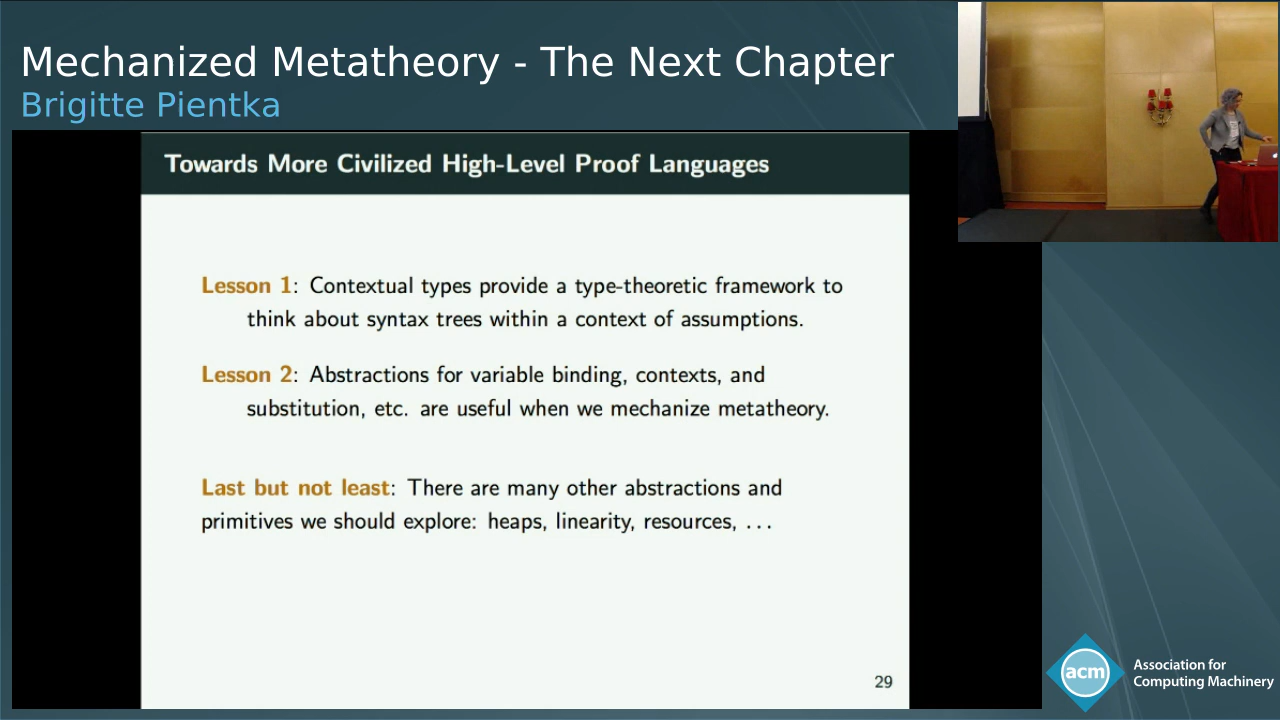 Mechanized Metatheory - The Next Chapter
Brigitte Pientka
Towards More Civilized High-Level Proof Languages
Lesson 1: Contextual types provide a type-theoretic framework to
think about syntax trees within a context of assumptions.
Lesson 2: Abstractions for variable binding, contexts, and
substitution, etc. are useful when we mechanize metatheory.
Last but not least: There are many other abstractions and
primitives we should explore: heaps, linearity, resources, ...
29
acm
Association for
Computing Machinery